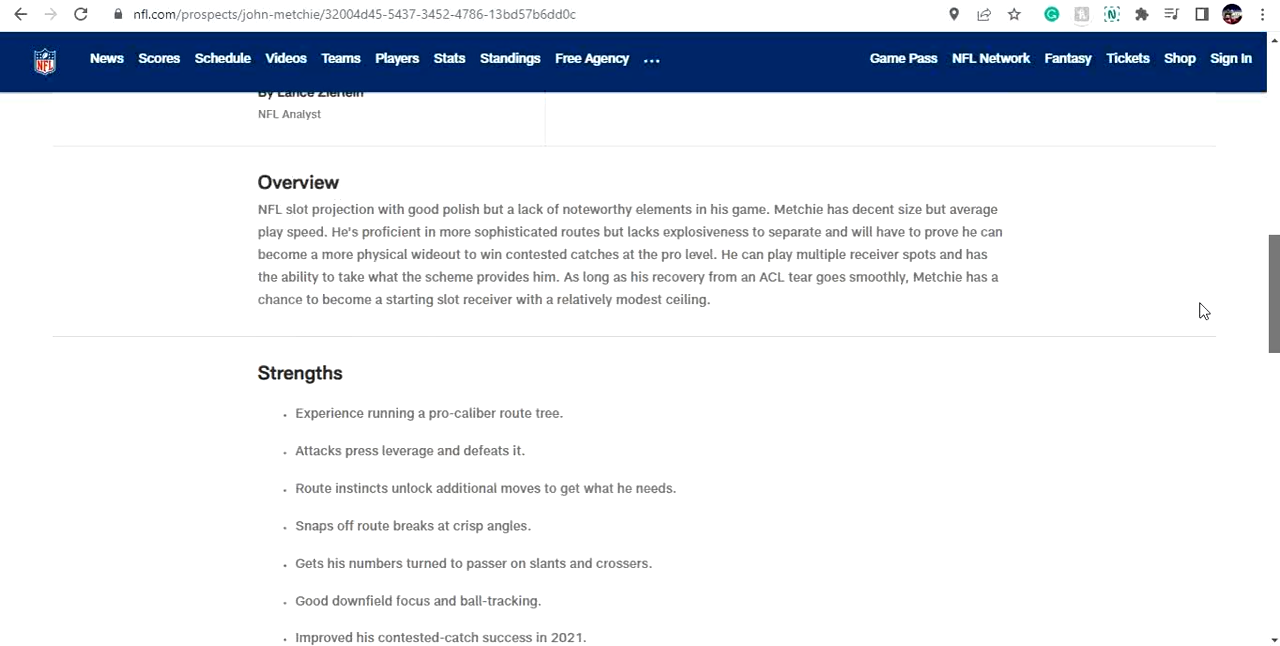 nfl.com/prospects/john-metchie/32004d45-5437-3452-4786-13bd57b6dd0c
NFL News Scores Schedule Videos Teams Players Stats Standings Free Agency ... Game Pass NFL Network Fantasy Tickets Shop Sign In
By Lance Zierlein
NFL Analyst
Overview
NFL slot projection with good polish but a lack of noteworthy elements in his game. Metchie has decent size but average
play speed. He's proficient in more sophisticated routes but lacks explosiveness to separate and will have to prove he can
become a more physical wideout to win contested catches at the pro level. He can play multiple receiver spots and has
the ability to take what the scheme provides him. As long as his recovery from an ACL tear goes smoothly, Metchie has a
chance to become a starting slot receiver with a relatively modest ceiling.
Strengths
• Experience running a pro-caliber route tree.
• Attacks press leverage and defeats it.
• Route instincts unlock additional moves to get what he needs.
• Snaps off route breaks at crisp angles.
• Gets his numbers turned to passer on slants and crossers.
• Good downfield focus and ball-tracking.
• Improved his contested-catch success in 2021.